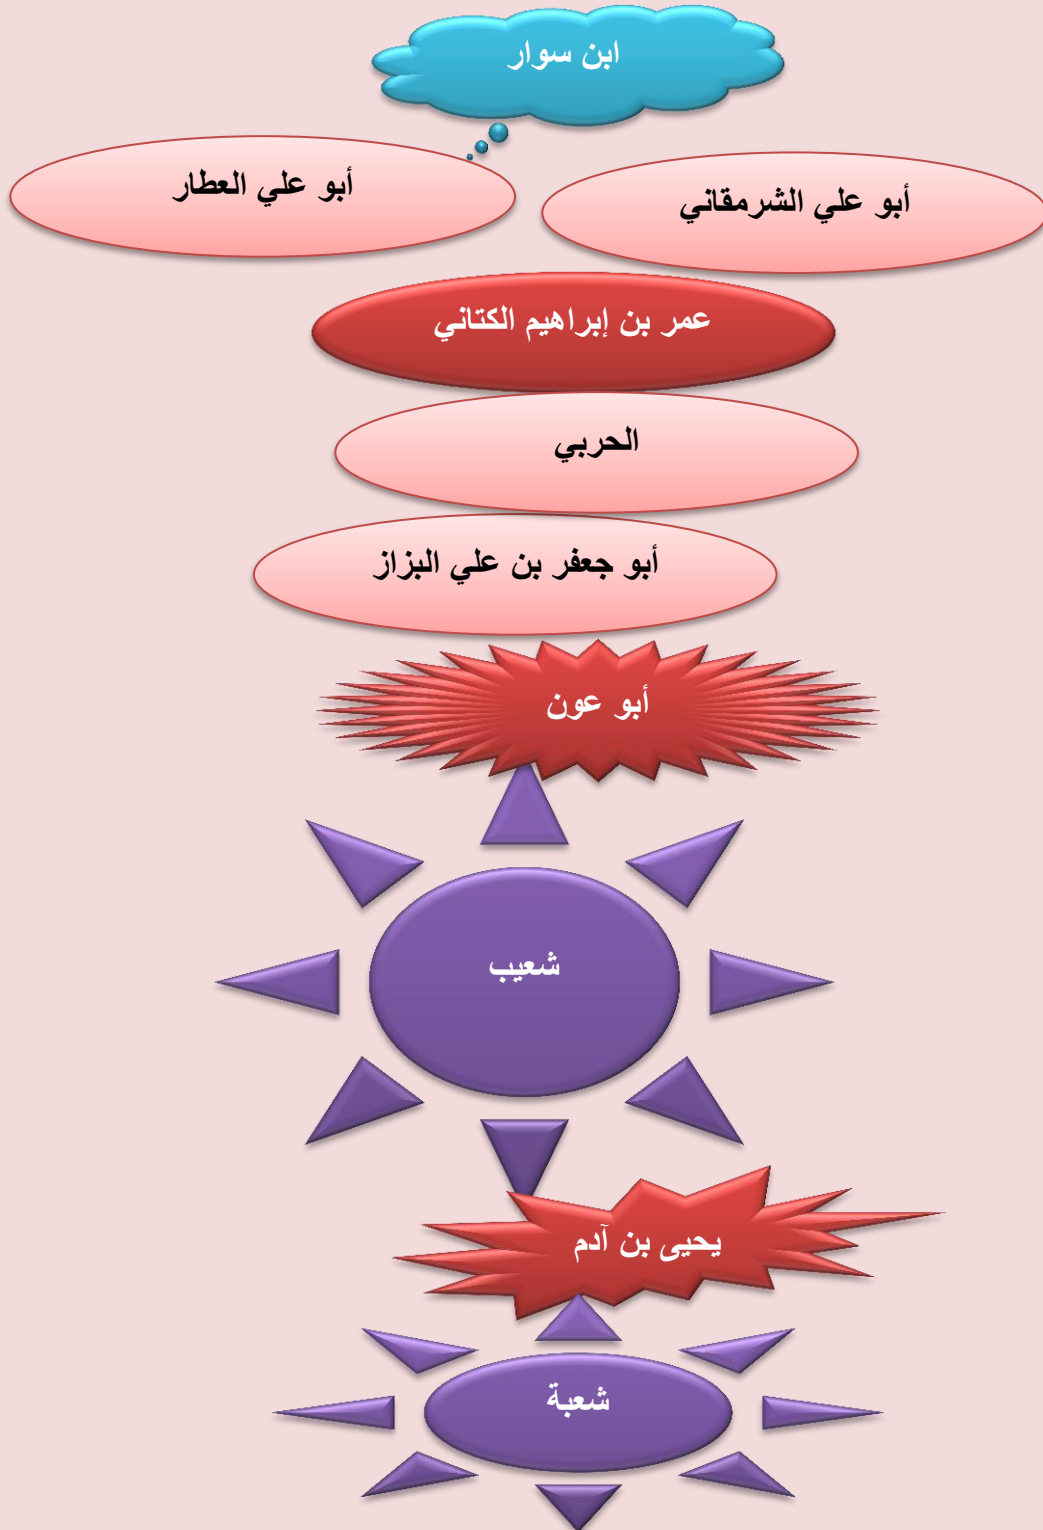 ابن سوار
أبو علي الشرمقاني
أبو علي العطار
عمر بن إبراهيم الكتاني
الحربي
أبو جعفر بن علي البزاز
أبو عون
شعيب
يحيى بن آدم
شعبة